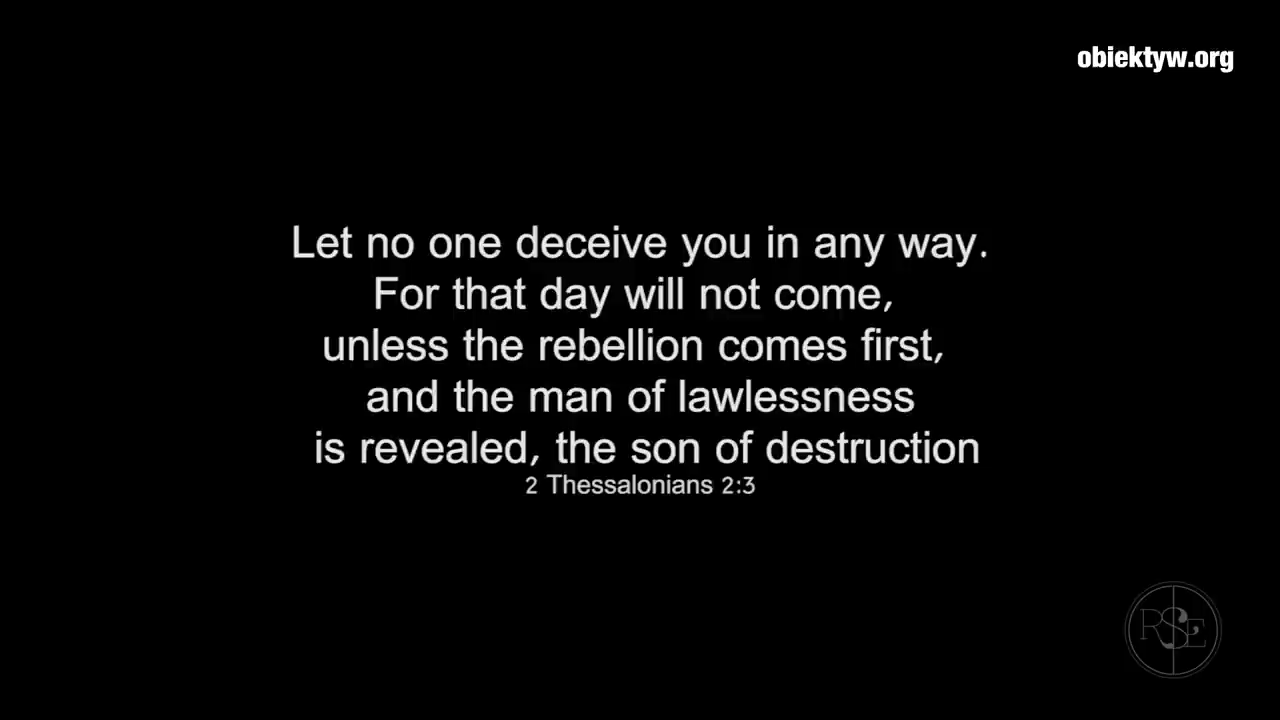 obiektyw.org
Let no one deceive you in any way.
For that day will not come,
unless the rebellion comes first,
and the man of lawlessness
is revealed, the son of destruction
2 Thessalonians 2:3
RSE